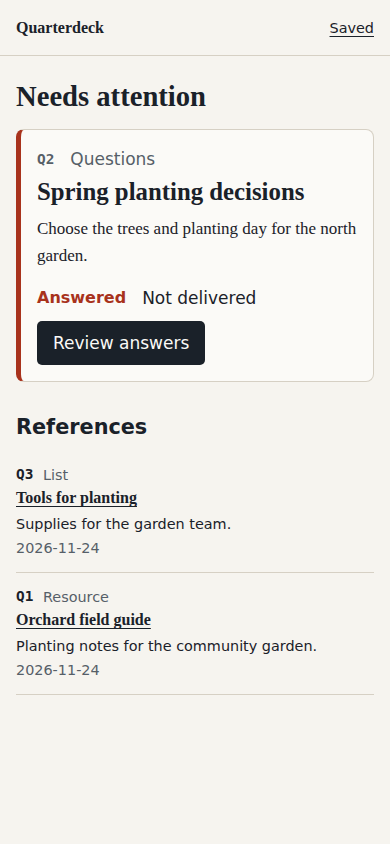 Quarterdeck
Saved
Needs attention
Q2 Questions
Spring planting decisions
Choose the trees and planting day for the north
garden.
Answered Not delivered
Review answers
References
Q3 List
Tools for planting
Supplies for the garden team.
2026-11-24
Q1 Resource
Orchard field guide
Planting notes for the community garden.
2026-11-24